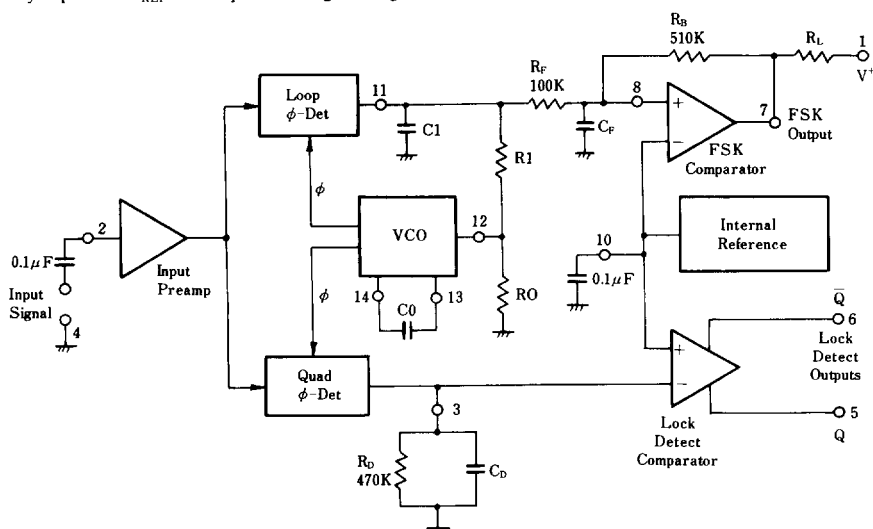 R_B
510K
R_L
1
V⁺
R_F
100K
8
7
FSK
Output
+
−
FSK
Comparator
Loop
ϕ-Det
11
C1
R1
ϕ
2
0.1μF
Input
Signal
4
Input
Preamp
VCO
12
14
C0
13
RO
C_F
10
0.1μF
Internal
Reference
ϕ
Quad
ϕ-Det
3
R_D
470K
C_D
+
−
Lock
Detect
Comparator
Q̅
6
Lock
Detect
Outputs
5
Q